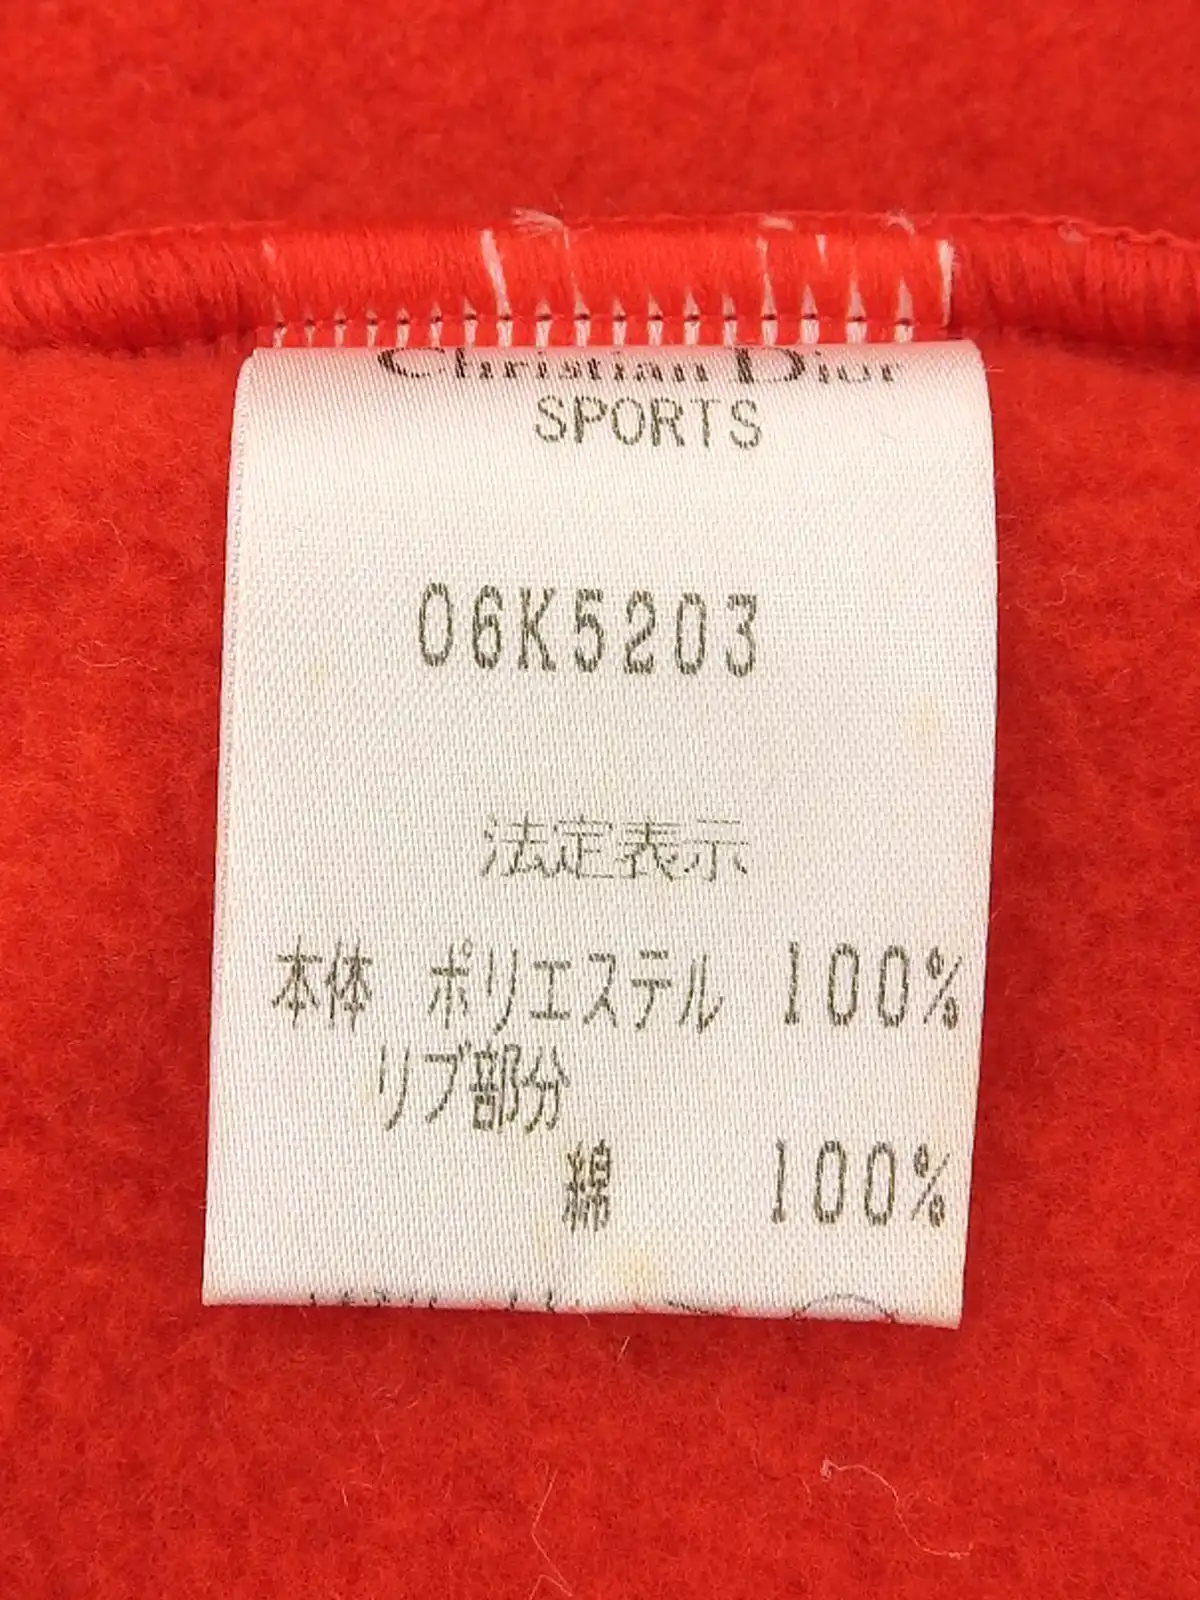 Christian Dior
SPORTS
06K5203
法定表示
本体 ポリエステル 100%
リブ部分
綿 100%